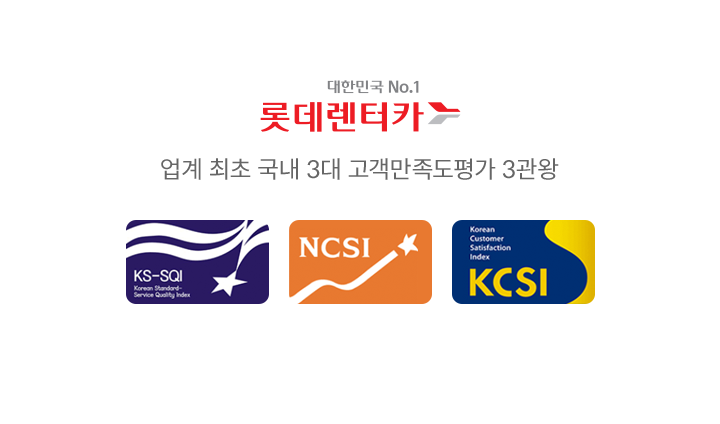 대한민국 No.1
롯데렌터카
업계 최초 국내 3대 고객만족도평가 3관왕
KS-SQI
Korean Standard-
Service Quality Index
NCSI
Korean
Customer
Satisfaction
Index
KCSI